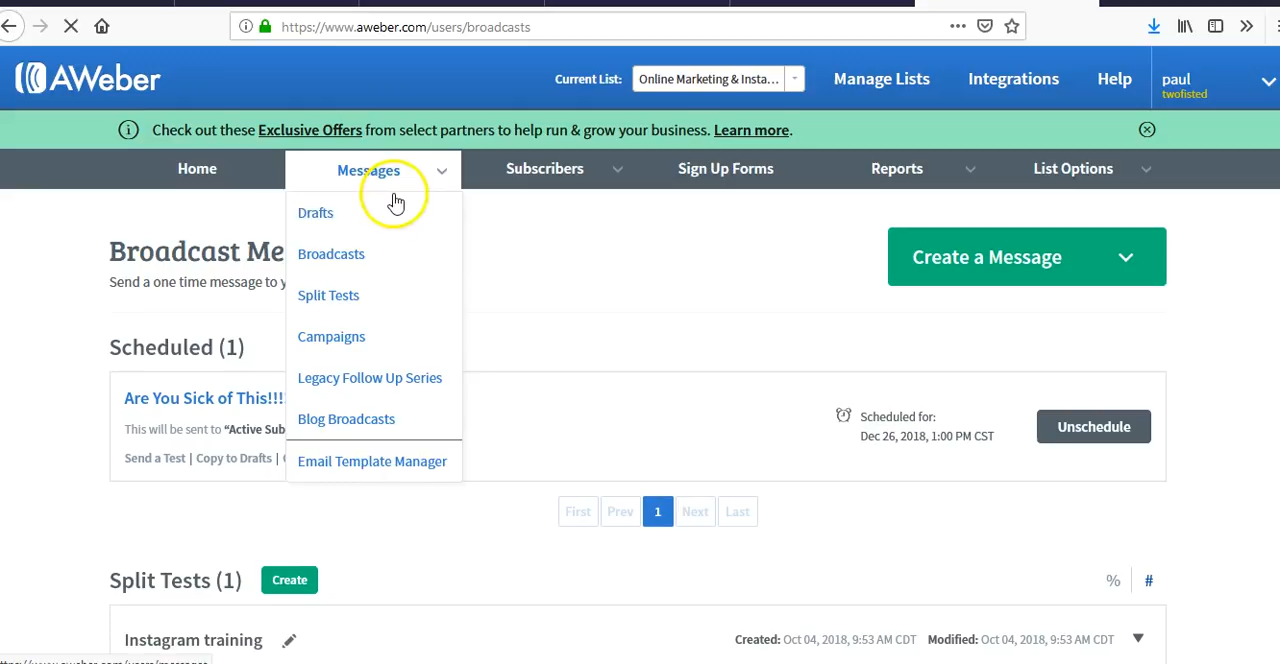 https://www.aweber.com/users/broadcasts
AWeber
Current List:
Online Marketing & Insta...
Manage Lists
Integrations
Help
paul
twofisted
Check out these Exclusive Offers from select partners to help run & grow your business. Learn more.
Home
Messages
Subscribers
Sign Up Forms
Reports
List Options
Drafts
Broadcasts
Split Tests
Campaigns
Legacy Follow Up Series
Blog Broadcasts
Email Template Manager
Broadcast Me
Send a one time message to y
Create a Message
Scheduled (1)
Are You Sick of This!!!!
This will be sent to “Active Sub
Send a Test | Copy to Drafts |
Scheduled for:
Dec 26, 2018, 1:00 PM CST
Unschedule
First Prev 1 Next Last
Split Tests (1)
Create
% | #
Instagram training
Created: Oct 04, 2018, 9:53 AM CDT Modified: Oct 04, 2018, 9:53 AM CDT